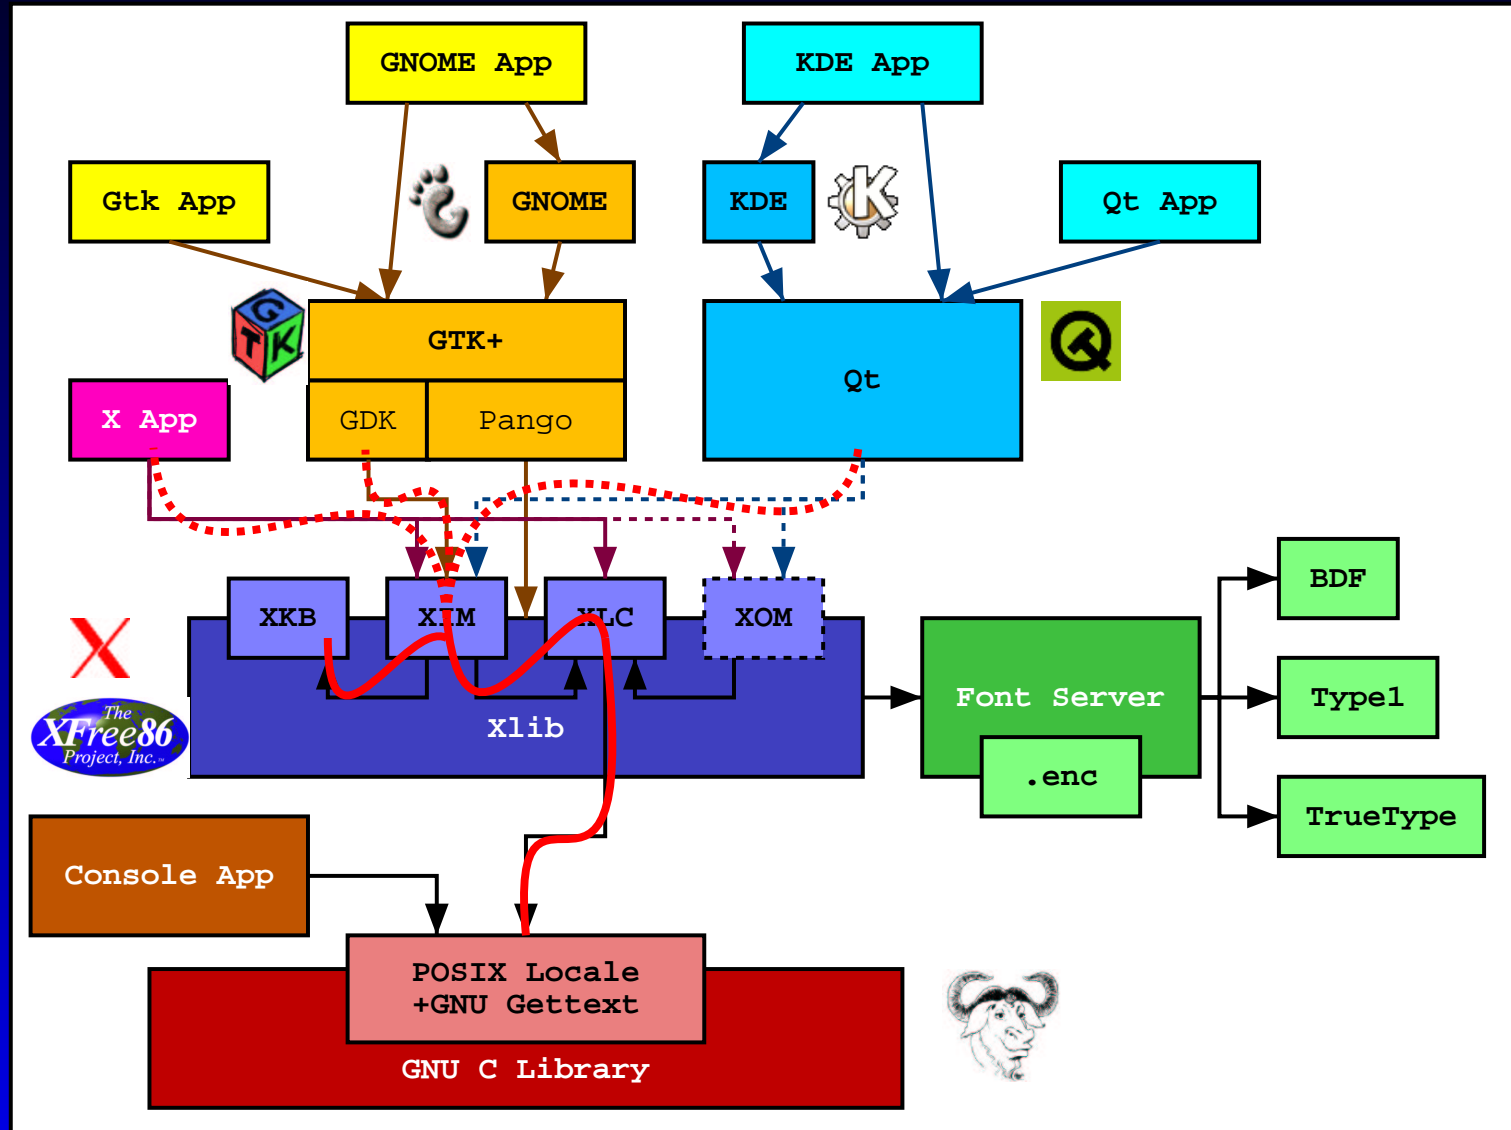 GNOME App
KDE App
Gtk App
GNOME
KDE
K
Qt App
G
T K
GTK+
Qt
X App
GDK
Pango
BDF
XKB
XIM
XLC
XOM
X
Font Server
Type1
The
XFree86
Project, Inc.
Xlib
.enc
TrueType
Console App
POSIX Locale
+GNU Gettext
GNU C Library